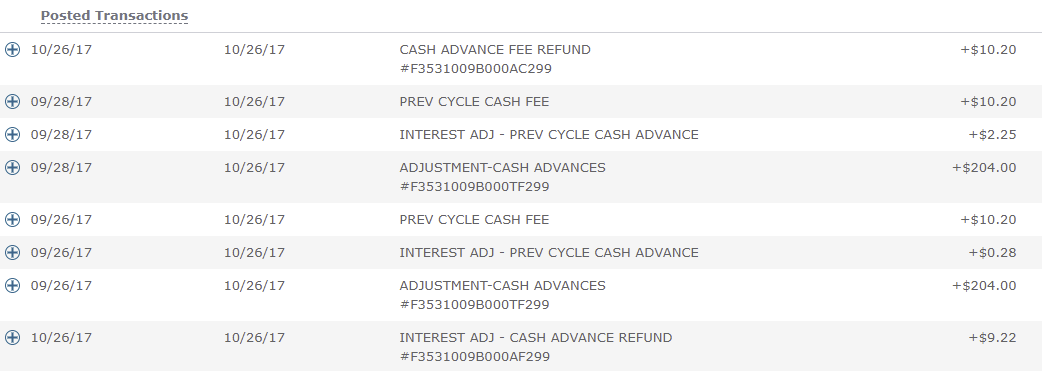 Posted Transactions
10/26/17 10/26/17 CASH ADVANCE FEE REFUND +$10.20
#F3531009B000AC299
09/28/17 10/26/17 PREV CYCLE CASH FEE +$10.20
09/28/17 10/26/17 INTEREST ADJ - PREV CYCLE CASH ADVANCE +$2.25
09/28/17 10/26/17 ADJUSTMENT-CASH ADVANCES +$204.00
#F3531009B000TF299
09/26/17 10/26/17 PREV CYCLE CASH FEE +$10.20
09/26/17 10/26/17 INTEREST ADJ - PREV CYCLE CASH ADVANCE +$0.28
09/26/17 10/26/17 ADJUSTMENT-CASH ADVANCES +$204.00
#F3531009B000TF299
10/26/17 10/26/17 INTEREST ADJ - CASH ADVANCE REFUND +$9.22
#F3531009B000AF299